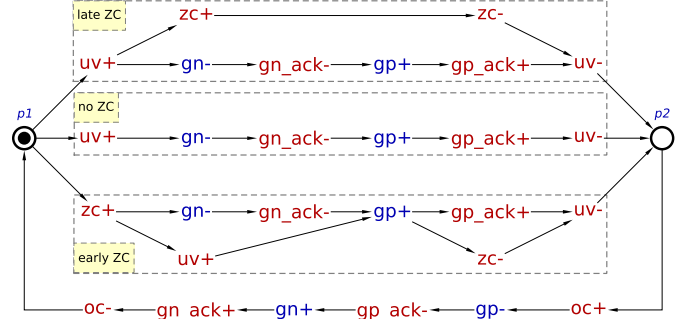 late ZC
zc+ zc-
uv+ gn- gn_ack- gp+ gp_ack+ uv-
p1 no ZC p2
uv+ gn- gn_ack- gp+ gp_ack+ uv-
zc+ gn- gn_ack- gp+ gp_ack+ uv-
early ZC uv+ zc-
oc- gn_ack+ gn+ gp_ack- gp- oc+